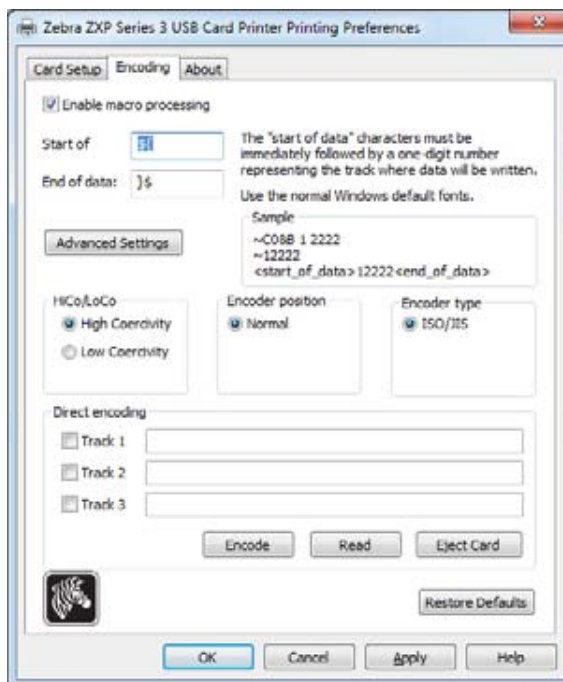 Zebra ZXP Series 3 USB Card Printer Printing Preferences
Card Setup Encoding About
Enable macro processing
Start of
${
The "start of data" characters must be
immediately followed by a one-digit number
representing the track where data will be written.
End of data:
}$
Use the normal Windows default fonts.
Advanced Settings
Sample
~C0&B 1 2222
~12222
<start_of_data>12222<end_of_data>
HiCo/LoCo
High Coercivity
Low Coercivity
Encoder position
Normal
Encoder type
ISO/JIS
Direct encoding
Track 1
Track 2
Track 3
Encode Read Eject Card
Restore Defaults
OK Cancel Apply Help